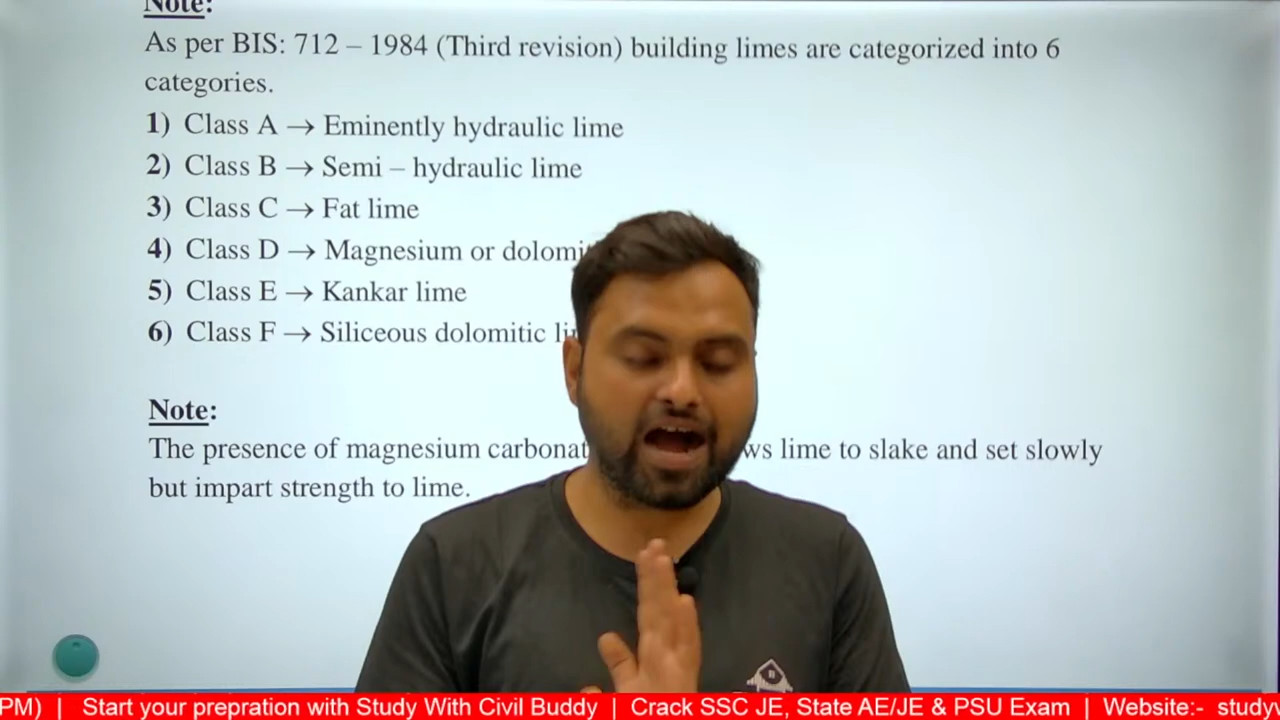 Note:
As per BIS: 712 – 1984 (Third revision) building limes are categorized into 6
categories.
1) Class A → Eminently hydraulic lime
2) Class B → Semi – hydraulic lime
3) Class C → Fat lime
4) Class D → Magnesium or
5) Class E → Kankar lime
6) Class F → Siliceous dolomitic
Note:
The presence of magnesium lime to slake and set slowly
but impart strength to lime.
PM) | Start your prepration with Study With Civil Buddy | Crack SSC JE, State AE/JE & PSU Exam | Website:- study